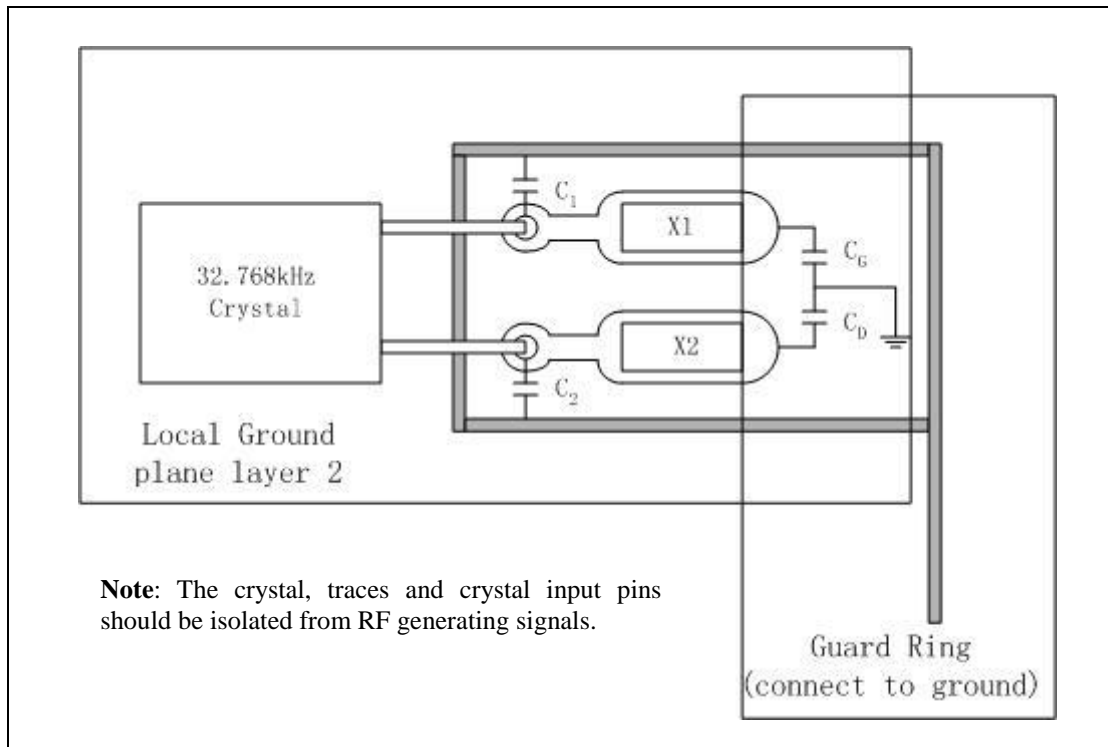 C1
X1
32.768kHz
Crystal
CG
CD
X2
C2
Local Ground
plane layer 2
Note: The crystal, traces and crystal input pins
should be isolated from RF generating signals.
Guard Ring
(connect to ground)